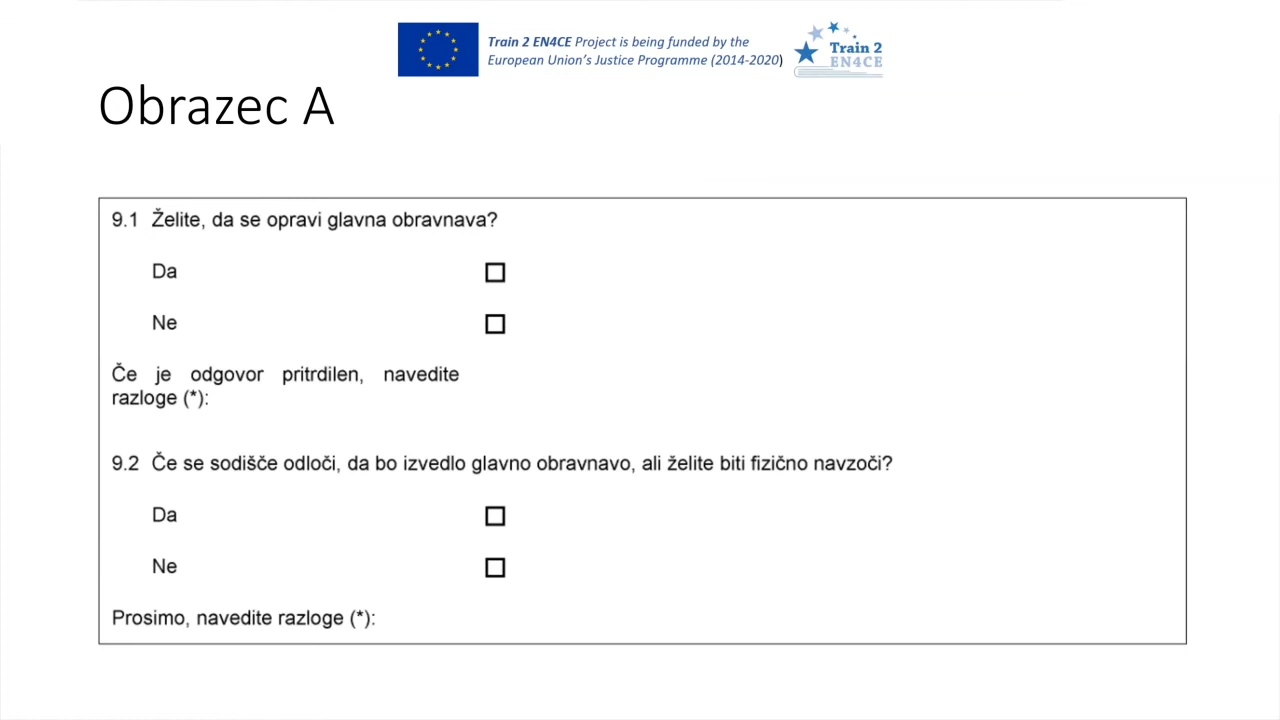 Train 2 EN4CE Project is being funded by the
European Union's Justice Programme (2014-2020)
Train 2
EN4CE
Obrazec A
9.1 Želite, da se opravi glavna obravnava?
Da
Ne
Če je odgovor pritrdilen, navedite
razloge (*):
9.2 Če se sodišče odloči, da bo izvedlo glavno obravnavo, ali želite biti fizično navzoči?
Da
Ne
Prosimo, navedite razloge (*):